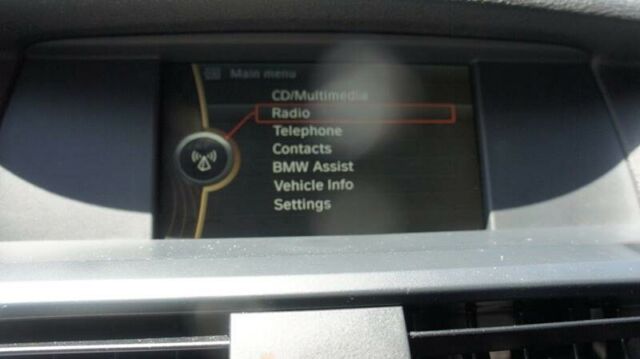 Main menu
CD/Multimedia
Radio
Telephone
Contacts
BMW Assist
Vehicle Info
Settings